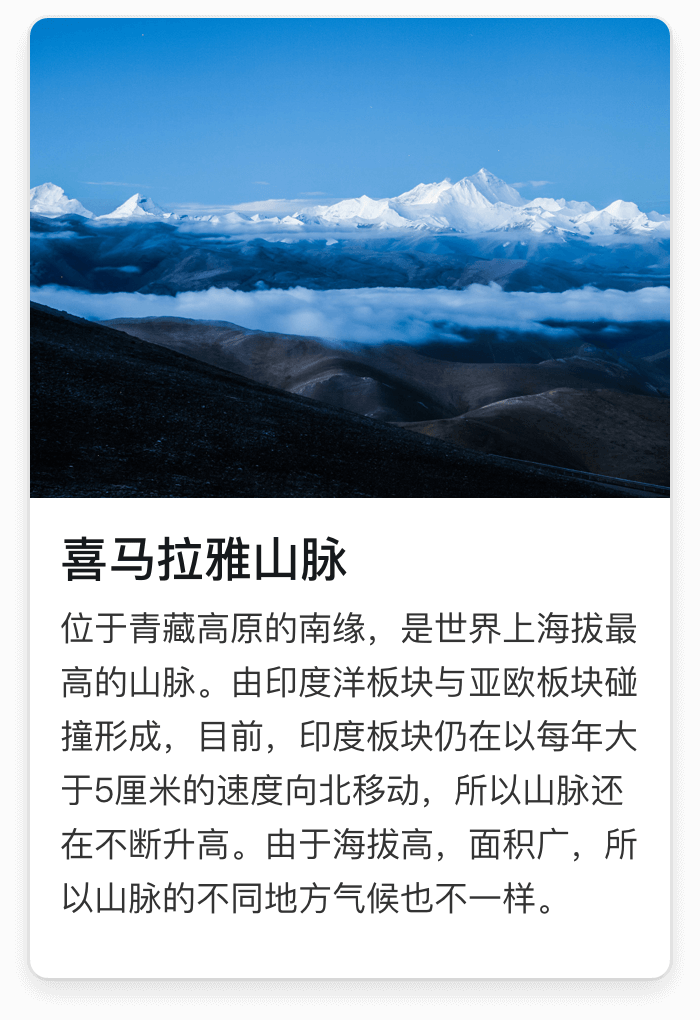 喜马拉雅山脉
位于青藏高原的南缘，是世界上海拔最
高的山脉。由印度洋板块与亚欧板块碰
撞形成，目前，印度板块仍在以每年大
于5厘米的速度向北移动，所以山脉还
在不断升高。由于海拔高，面积广，所
以山脉的不同地方气候也不一样。